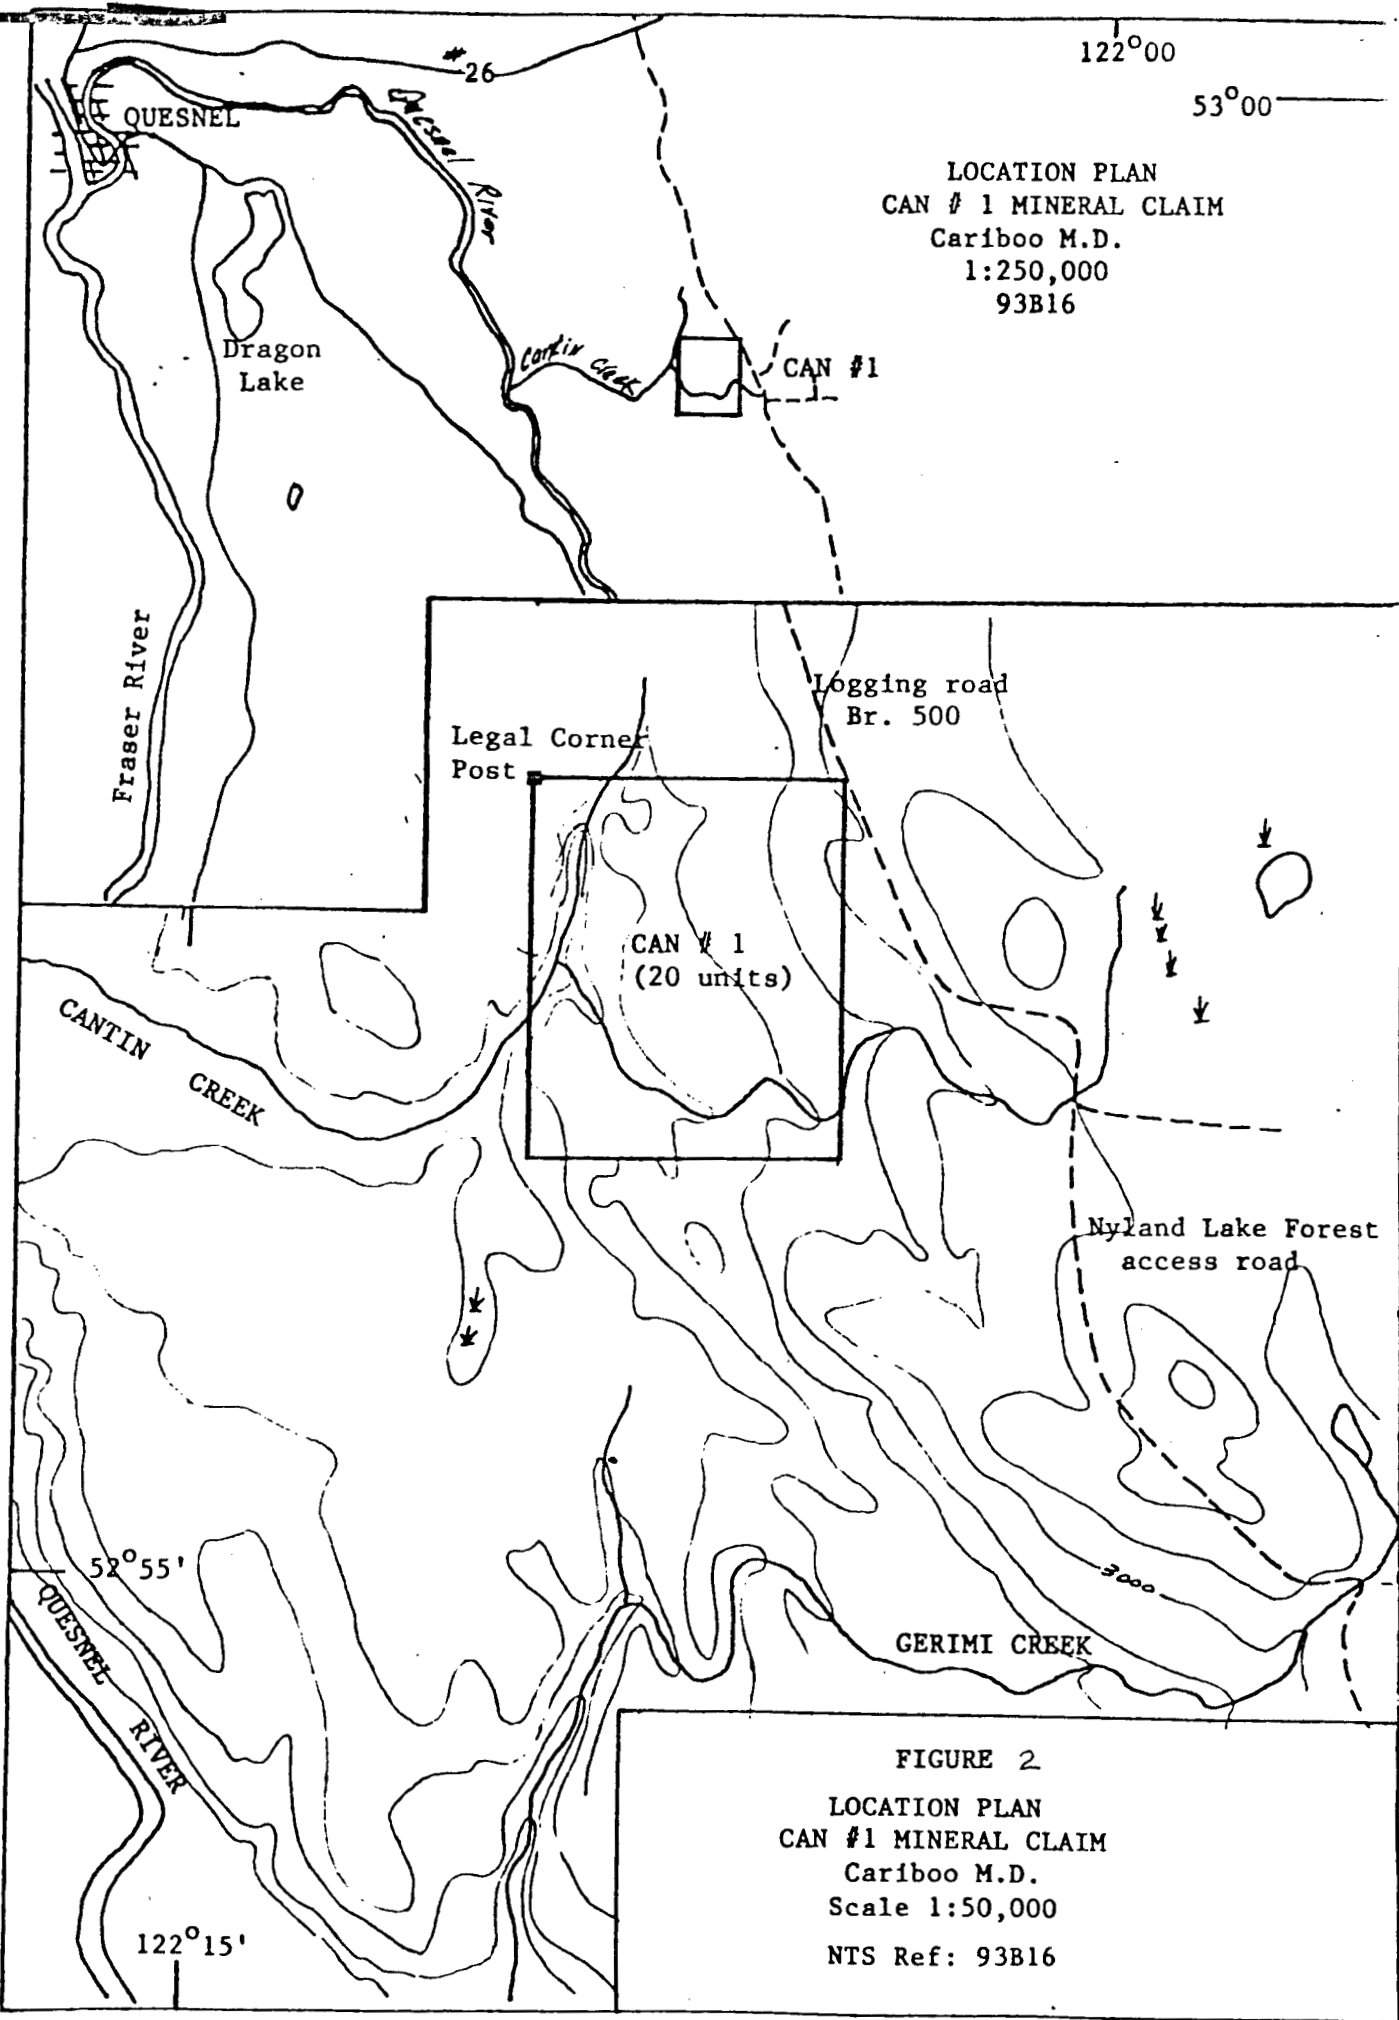 # 26
122°00
53°00
QUESNEL
Quesnel River
LOCATION PLAN
CAN # 1 MINERAL CLAIM
Cariboo M.D.
1:250,000
93B16
Dragon
Lake
Cantin Creek
CAN #1
Fraser River
Logging road
Br. 500
Legal Corner
Post
CAN # 1
(20 units)
CANTIN
CREEK
Nyland Lake Forest
access road
52°55'
3000
QUESNEL
RIVER
GERIMI CREEK
122°15'
FIGURE 2
LOCATION PLAN
CAN #1 MINERAL CLAIM
Cariboo M.D.
Scale 1:50,000
NTS Ref: 93B16